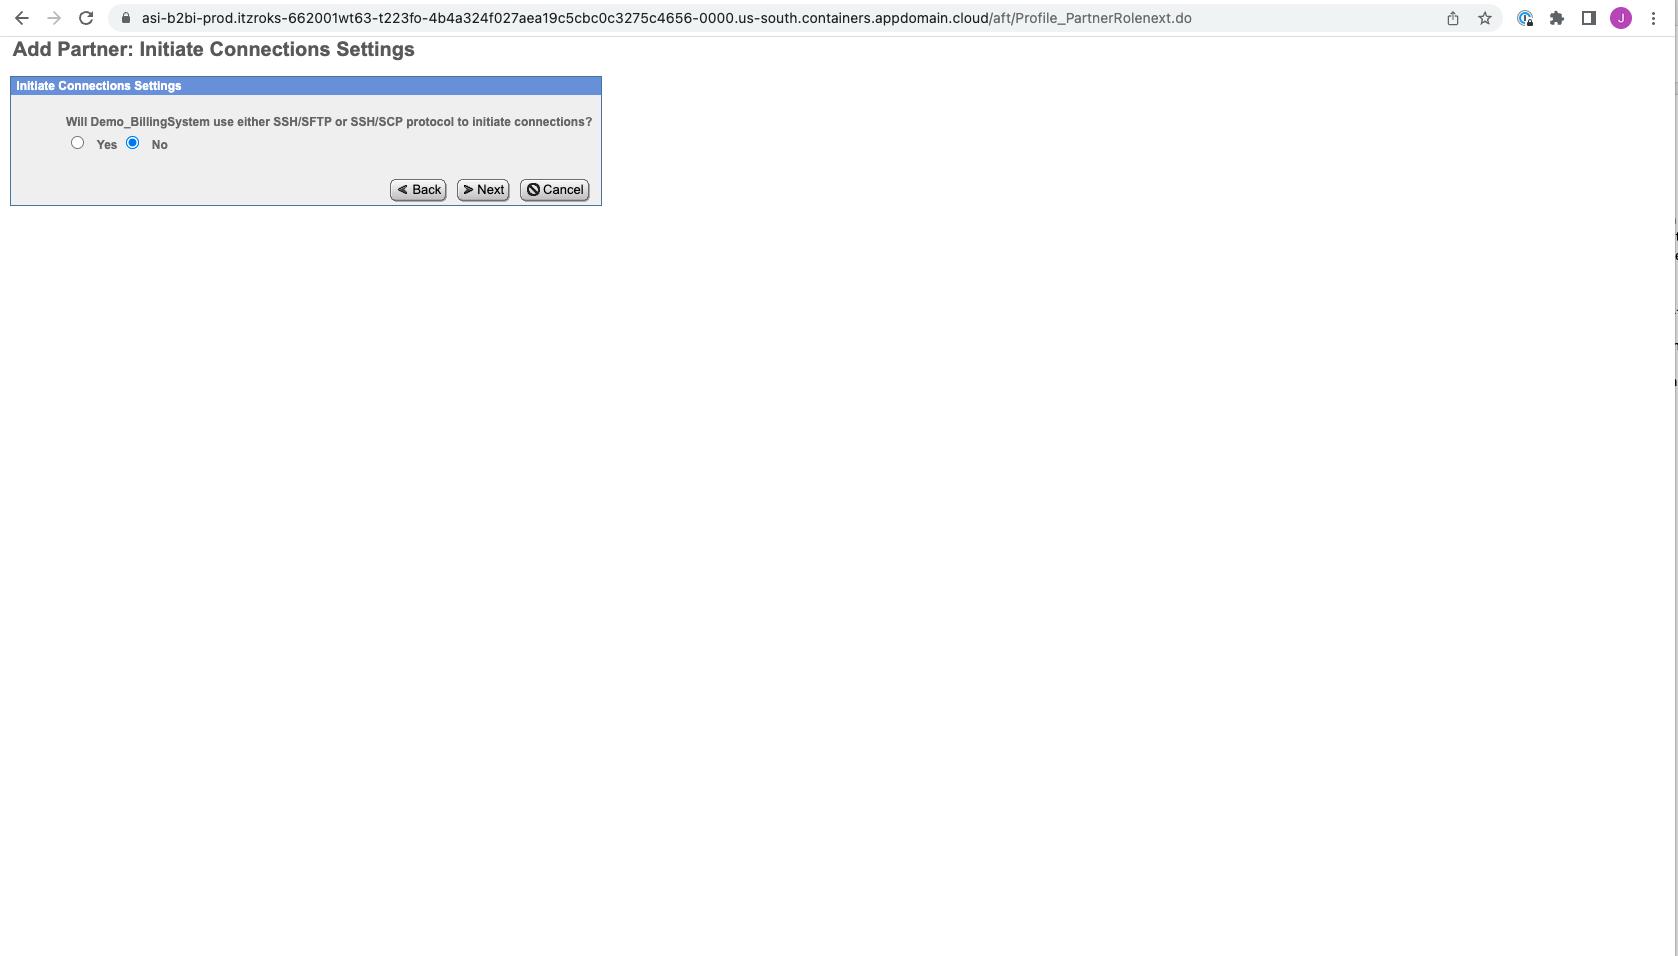 asi-b2bi-prod.itzroks-662001wt63-t223fo-4b4a324f027aea19c5cbc0c3275c4656-0000.us-south.containers.appdomain.cloud/aft/Profile_PartnerRolenext.do
J
Add Partner: Initiate Connections Settings
Initiate Connections Settings
Will Demo_BillingSystem use either SSH/SFTP or SSH/SCP protocol to initiate connections?
Yes No
Back Next Cancel